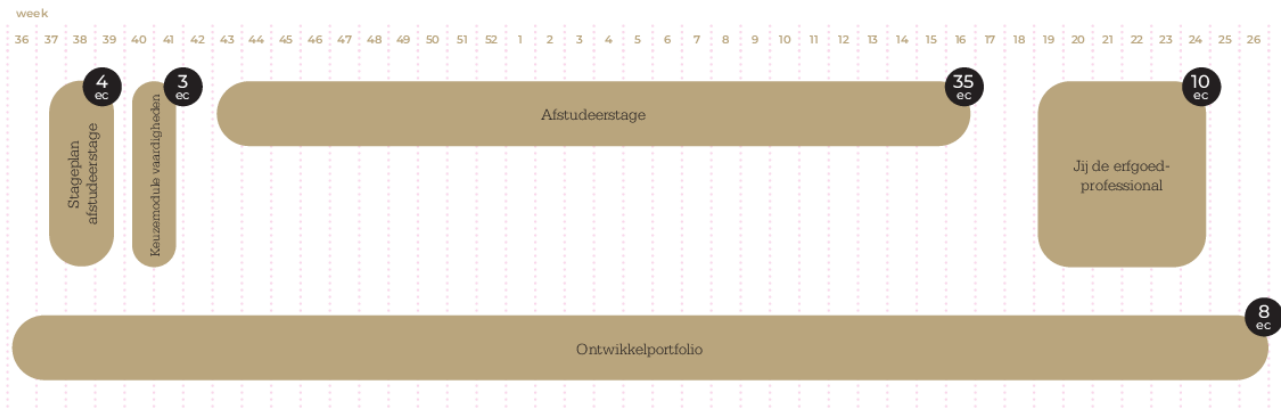 week
36 37 38 39 40 41 42 43 44 45 46 47 48 49 50 51 52 1 2 3 4 5 6 7 8 9 10 11 12 13 14 15 16 17 18 19 20 21 22 23 24 25 26
4
ec
Stageplan
afstudeerstage
3
ec
Keuzemodule vaardigheden
35
ec
Afstudeerstage
10
ec
Jij de erfgoed-
professional
8
ec
Ontwikkelportfolio